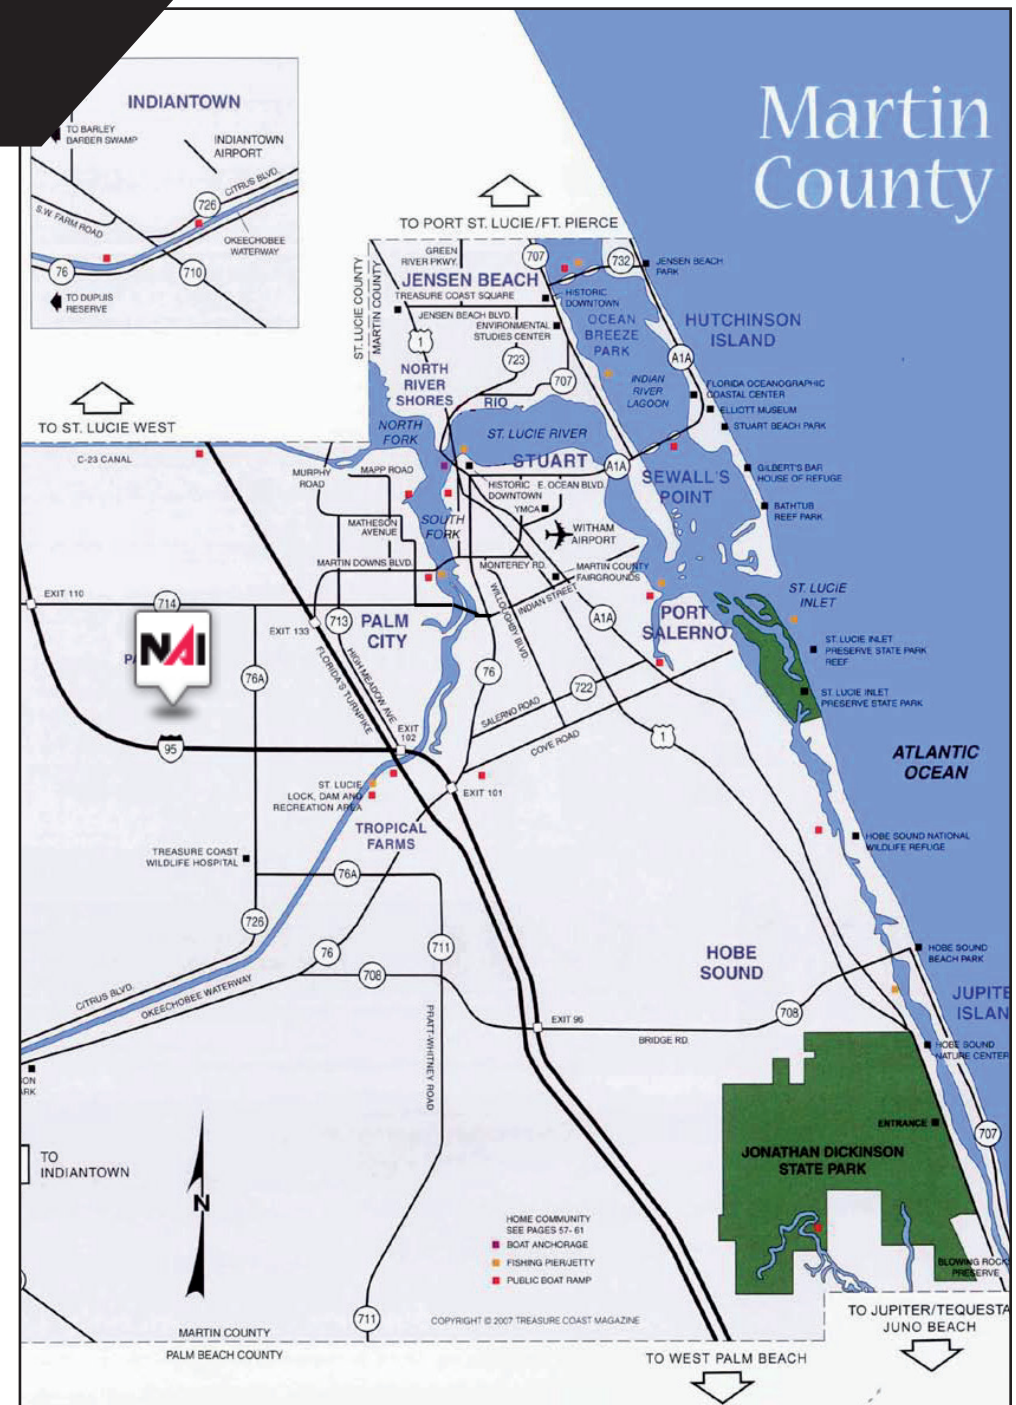 Martin
County
INDIANTOWN
TO BARLEY
BARBER SWAMP
INDIANTOWN
AIRPORT
CITRUS BLVD.
726
S.W. FARM ROAD
OKEECHOBEE
WATERWAY
76
710
TO DUPUIS
RESERVE
TO PORT ST. LUCIE/FT. PIERCE
ST. LUCIE COUNTY
MARTIN COUNTY
GREEN
RIVER PKWY.
707
732
JENSEN BEACH
PARK
JENSEN BEACH
TREASURE COAST SQUARE
HISTORIC
DOWNTOWN
JENSEN BEACH BLVD.
ENVIRONMENTAL
STUDIES CENTER
OCEAN
BREEZE
PARK
HUTCHINSON
ISLAND
1
723
A1A
NORTH
RIVER
SHORES
707
INDIAN
RIVER
LAGOON
FLORIDA OCEANOGRAPHIC
COASTAL CENTER
RIO
ELLIOTT MUSEUM
STUART BEACH PARK
TO ST. LUCIE WEST
NORTH
FORK
ST. LUCIE RIVER
C-23 CANAL
STUART
A1A
SEWALL'S
POINT
GILBERT'S BAR
HOUSE OF REFUGE
MURPHY
ROAD
MAPP ROAD
HISTORIC
DOWNTOWN
E. OCEAN BLVD.
BATHTUB
REEF PARK
YMCA
MATHESON
AVENUE
SOUTH
FORK
WITHAM
AIRPORT
MARTIN DOWNS BLVD.
MONTEREY RD.
MARTIN COUNTY
FAIRGROUNDS
ST. LUCIE
INLET
EXIT 110
714
WILLOUGHBY BLVD.
INDIAN STREET
EXIT 133
713
PALM
CITY
A1A
PORT
SALERNO
NAI
PA
ST. LUCIE INLET
PRESERVE STATE PARK
REEF
76A
FLORIDA'S TURNPIKE
HIGH MEADOW AVE
76
722
SALERNO ROAD
ST. LUCIE INLET
PRESERVE STATE PARK
95
EXIT
102
COVE ROAD
1
ATLANTIC
OCEAN
ST. LUCIE
LOCK, DAM AND
RECREATION AREA
EXIT 101
TROPICAL
FARMS
HOBE SOUND NATIONAL
WILDLIFE REFUGE
TREASURE COAST
WILDLIFE HOSPITAL
76A
726
76
711
708
HOBE
SOUND
HOBE SOUND
BEACH PARK
CITRUS BLVD.
OKEECHOBEE WATERWAY
JUPITE
ISLAN
708
EXIT 96
BRIDGE RD.
PRATT-WHITNEY ROAD
HOBE SOUND
NATURE CENTER
SON
ARK
ENTRANCE
707
TO
INDIANTOWN
JONATHAN DICKINSON
STATE PARK
N
HOME COMMUNITY
SEE PAGES 57- 61
BOAT ANCHORAGE
FISHING PIER/JETTY
PUBLIC BOAT RAMP
BLOWING ROCK
PRESERVE
711
COPYRIGHT © 2007 TREASURE COAST MAGAZINE
MARTIN COUNTY
PALM BEACH COUNTY
TO JUPITER/TEQUESTA
JUNO BEACH
TO WEST PALM BEACH